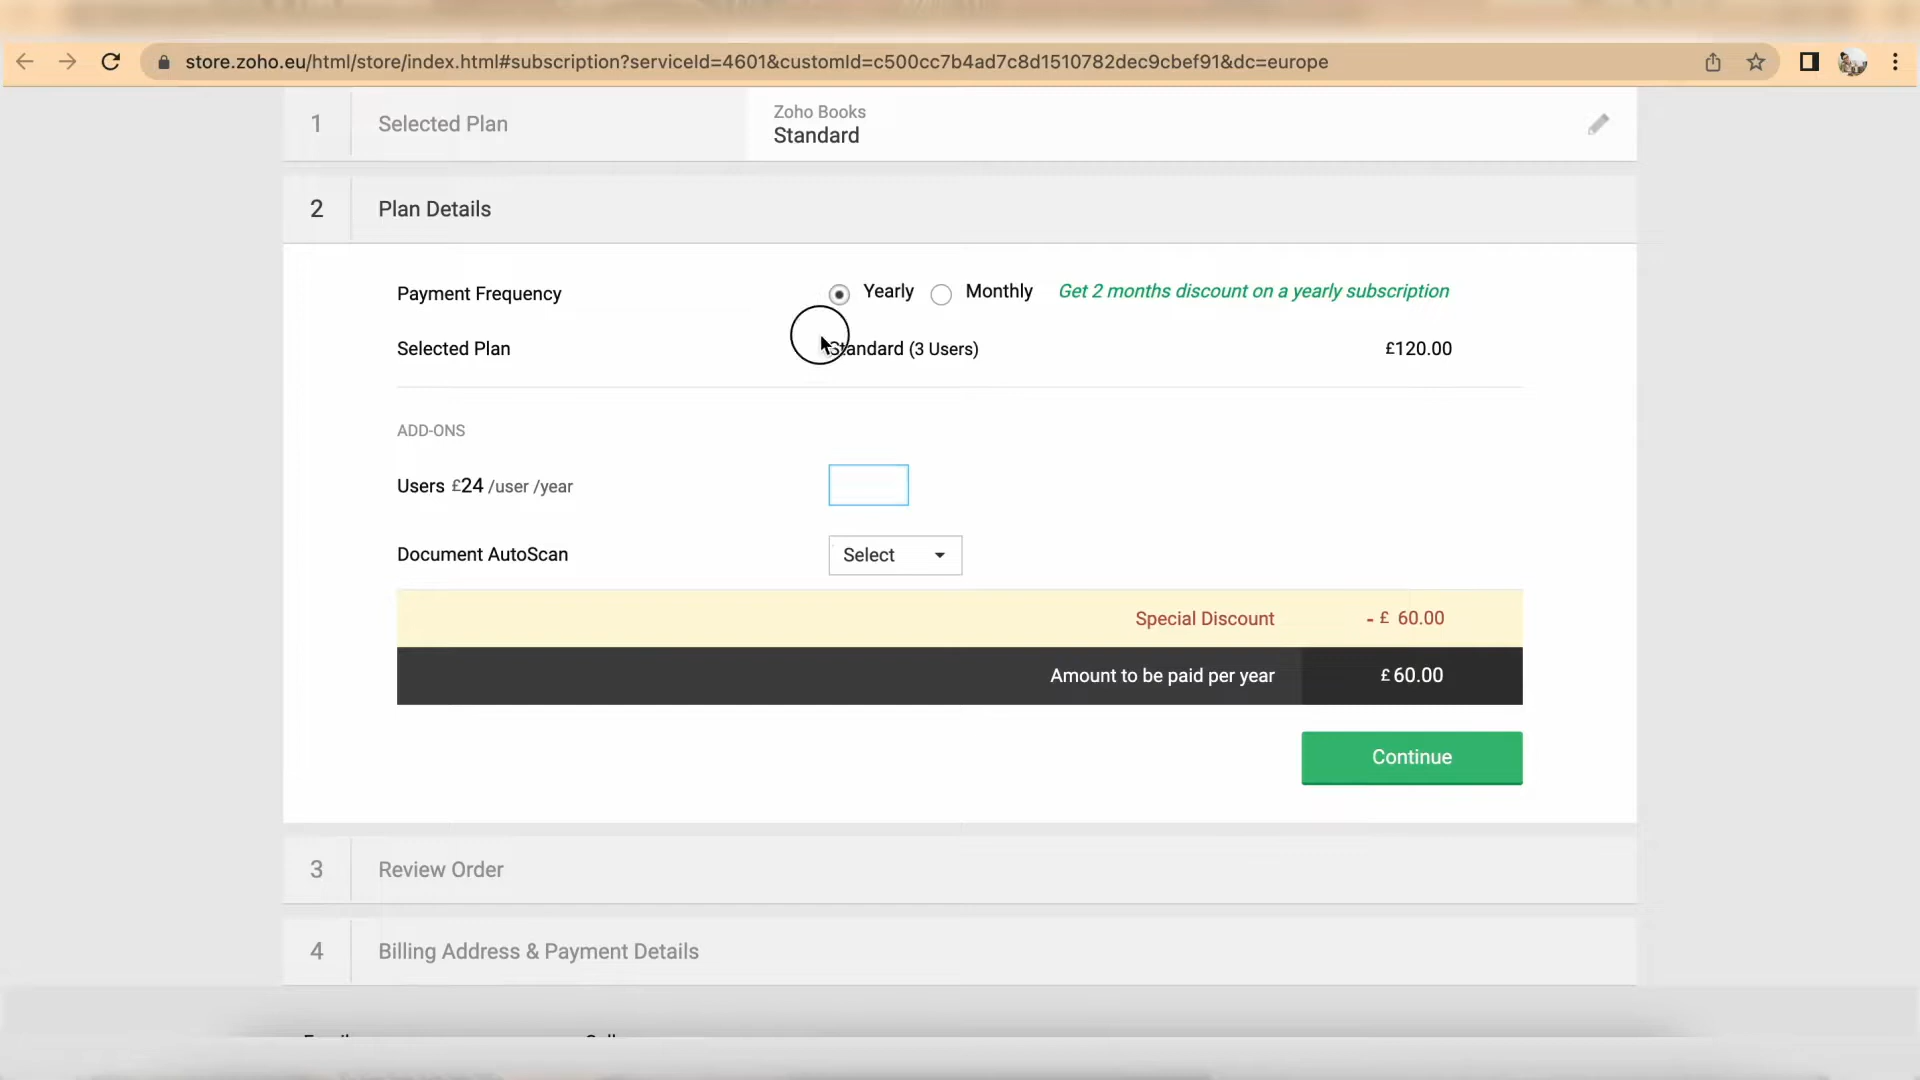 store.zoho.eu/html/store/index.html#subscription?serviceId=4601&customId=c500cc7b4ad7c8d1510782dec9cbef91&dc=europe
1 Selected Plan Zoho Books
Standard
2 Plan Details
Payment Frequency Yearly Monthly Get 2 months discount on a yearly subscription
Selected Plan Standard (3 Users) £120.00
ADD-ONS
Users £24 /user /year
Document AutoScan Select
Special Discount - £ 60.00
Amount to be paid per year £60.00
Continue
3 Review Order
4 Billing Address & Payment Details